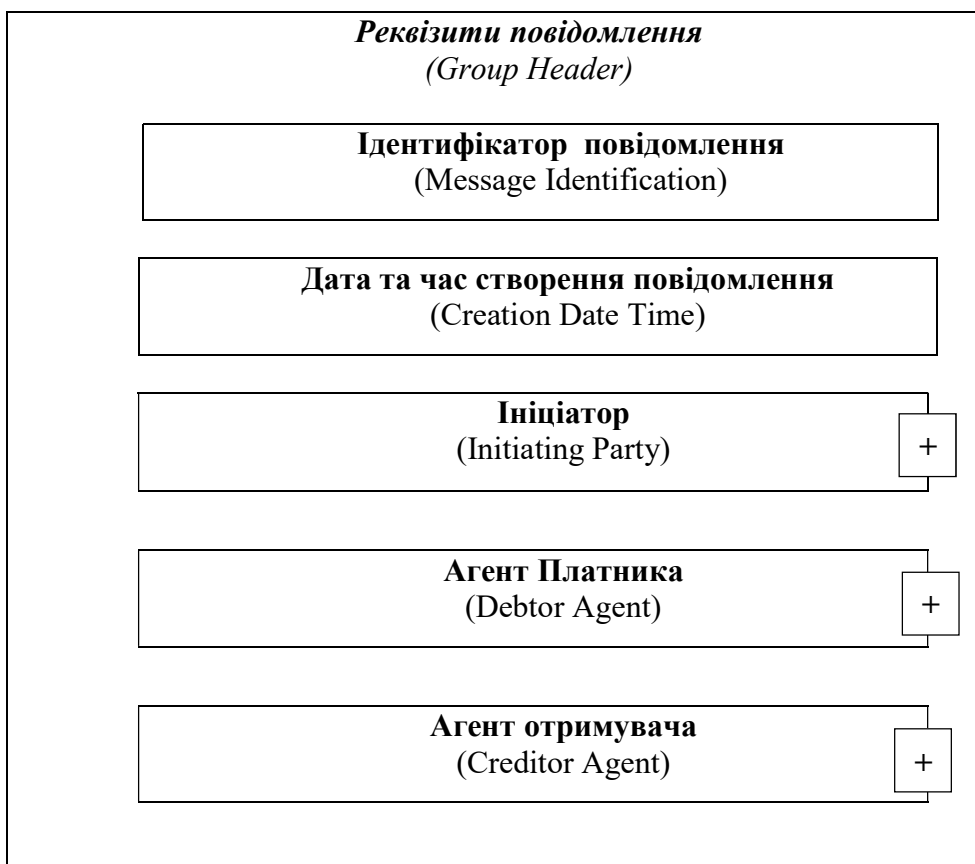 Реквізити повідомлення
(Group Header)
Ідентифікатор повідомлення
(Message Identification)
Дата та час створення повідомлення
(Creation Date Time)
Ініціатор
(Initiating Party)
+
Агент Платника
(Debtor Agent)
+
Агент отримувача
(Creditor Agent)
+